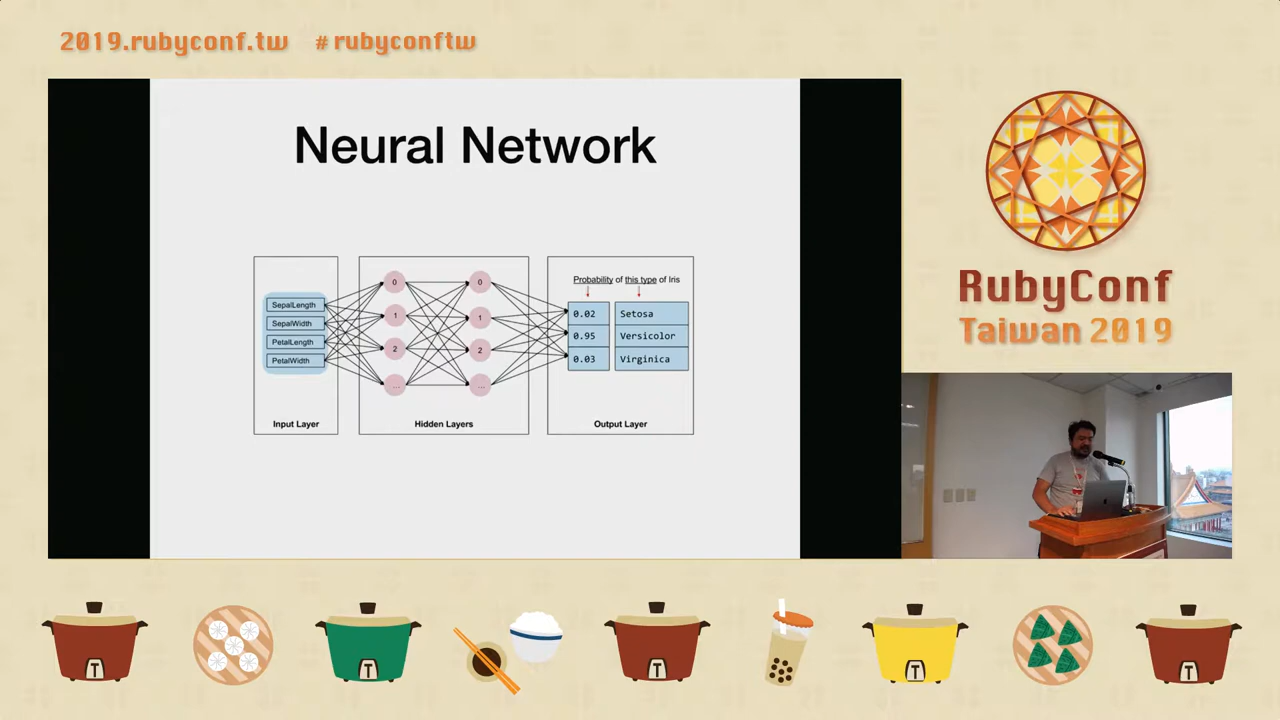 2019.rubyconf.tw #rubyconftw
Neural Network
SepalLength
SepalWidth
PetalLength
PetalWidth
Input Layer
0
1
2
...
0
1
2
...
Hidden Layers
Probability of this type of Iris
0.02 Setosa
0.95 Versicolor
0.03 Virginica
Output Layer
RubyConf
Taiwan 2019
T
T
T
T
T